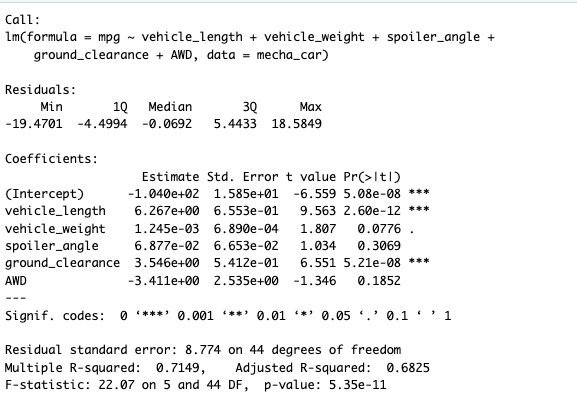 Call:
lm(formula = mpg ~ vehicle_length + vehicle_weight + spoiler_angle +
    ground_clearance + AWD, data = mecha_car)

Residuals:
     Min       1Q   Median       3Q      Max
-19.4701  -4.4994  -0.0692   5.4433  18.5849

Coefficients:
                   Estimate Std. Error t value Pr(>|t|)
(Intercept)      -1.040e+02  1.585e+01  -6.559 5.08e-08 ***
vehicle_length    6.267e+00  6.553e-01   9.563 2.60e-12 ***
vehicle_weight    1.245e-03  6.890e-04   1.807   0.0776 .
spoiler_angle     6.877e-02  6.653e-02   1.034   0.3069
ground_clearance  3.546e+00  5.412e-01   6.551 5.21e-08 ***
AWD              -3.411e+00  2.535e+00  -1.346   0.1852
---
Signif. codes:  0 ‘***’ 0.001 ‘**’ 0.01 ‘*’ 0.05 ‘.’ 0.1 ‘ ’ 1

Residual standard error: 8.774 on 44 degrees of freedom
Multiple R-squared:  0.7149,	Adjusted R-squared:  0.6825
F-statistic: 22.07 on 5 and 44 DF,  p-value: 5.35e-11